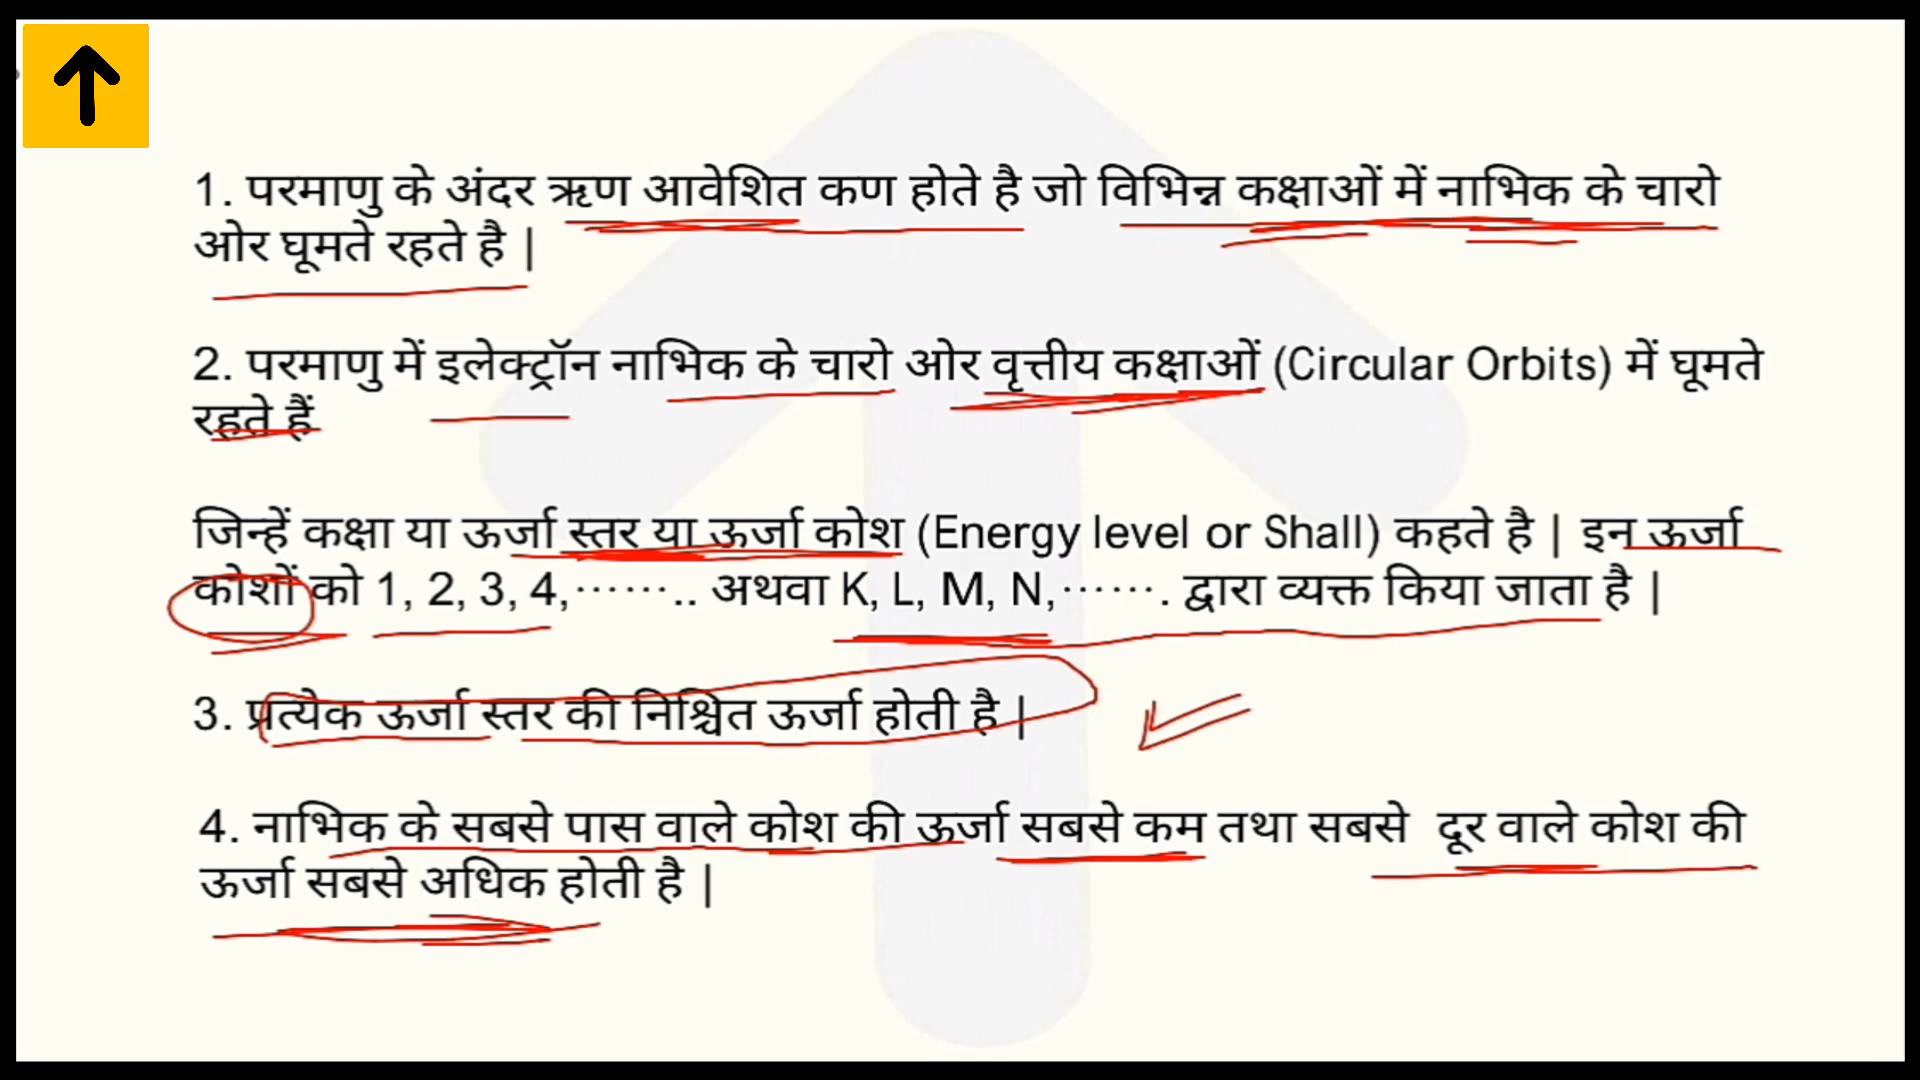 1. परमाणु के अंदर ऋण आवेशित कण होते है जो विभिन्न कक्षाओं में नाभिक के चारो
ओर घूमते रहते है |
2. परमाणु में इलेक्ट्रॉन नाभिक के चारो ओर वृत्तीय कक्षाओं (Circular Orbits) में घूमते
रहते हैं
जिन्हें कक्षा या ऊर्जा स्तर या ऊर्जा कोश (Energy level or Shall) कहते है | इन ऊर्जा
कोशों को 1, 2, 3, 4,…….. अथवा K, L, M, N,……. द्वारा व्यक्त किया जाता है |
3. प्रत्येक ऊर्जा स्तर की निश्चित ऊर्जा होती है |
4. नाभिक के सबसे पास वाले कोश की ऊर्जा सबसे कम तथा सबसे दूर वाले कोश की
ऊर्जा सबसे अधिक होती है |